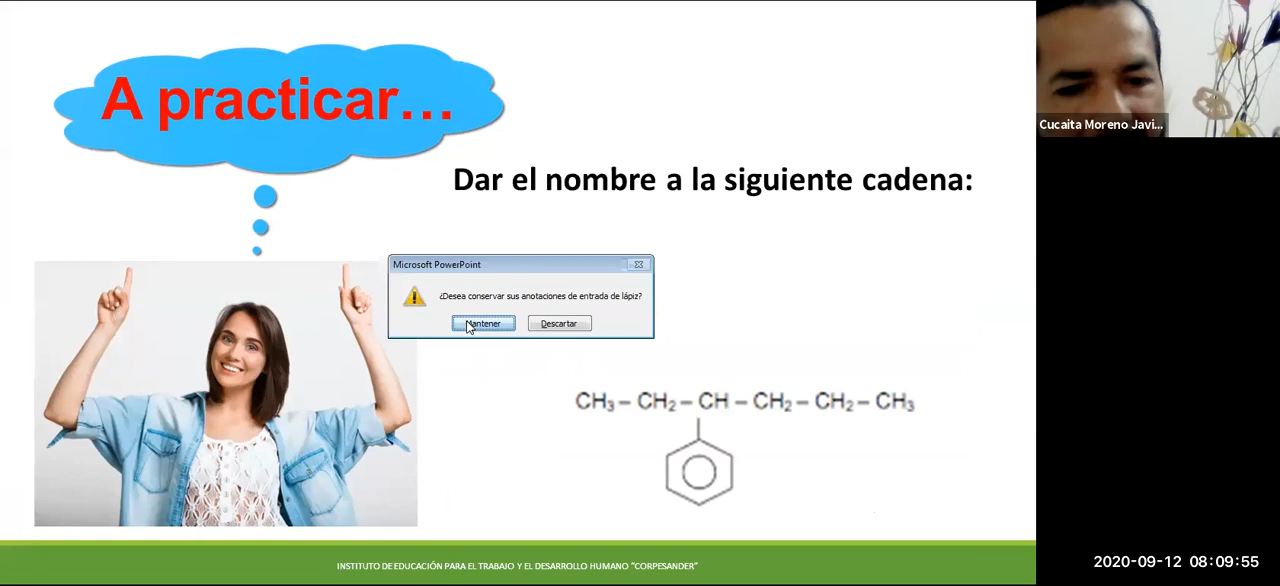 A practicar...
Cucaita Moreno Javi...
Dar el nombre a la siguiente cadena:
Microsoft PowerPoint
¿Desea conservar sus anotaciones de entrada de lápiz?
Mantener Descartar
CH₃ – CH₂ – CH – CH₂ – CH₂ – CH₃
INSTITUTO DE EDUCACIÓN PARA EL TRABAJO Y EL DESARROLLO HUMANO “CORPESANDER”
2020-09-12 08:09:55